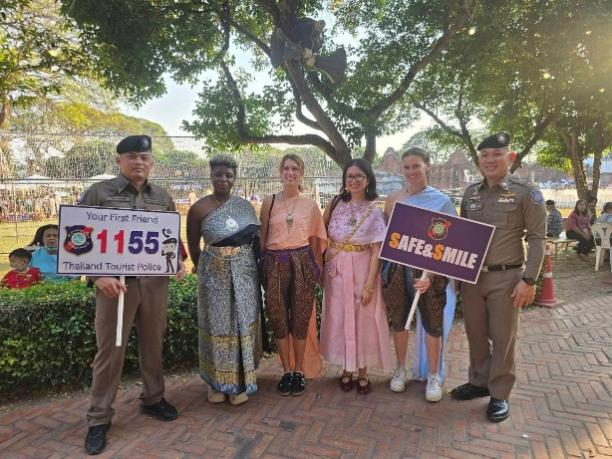 Your First Friend
1155
Thailand Tourist Police
SAFE&SMILE